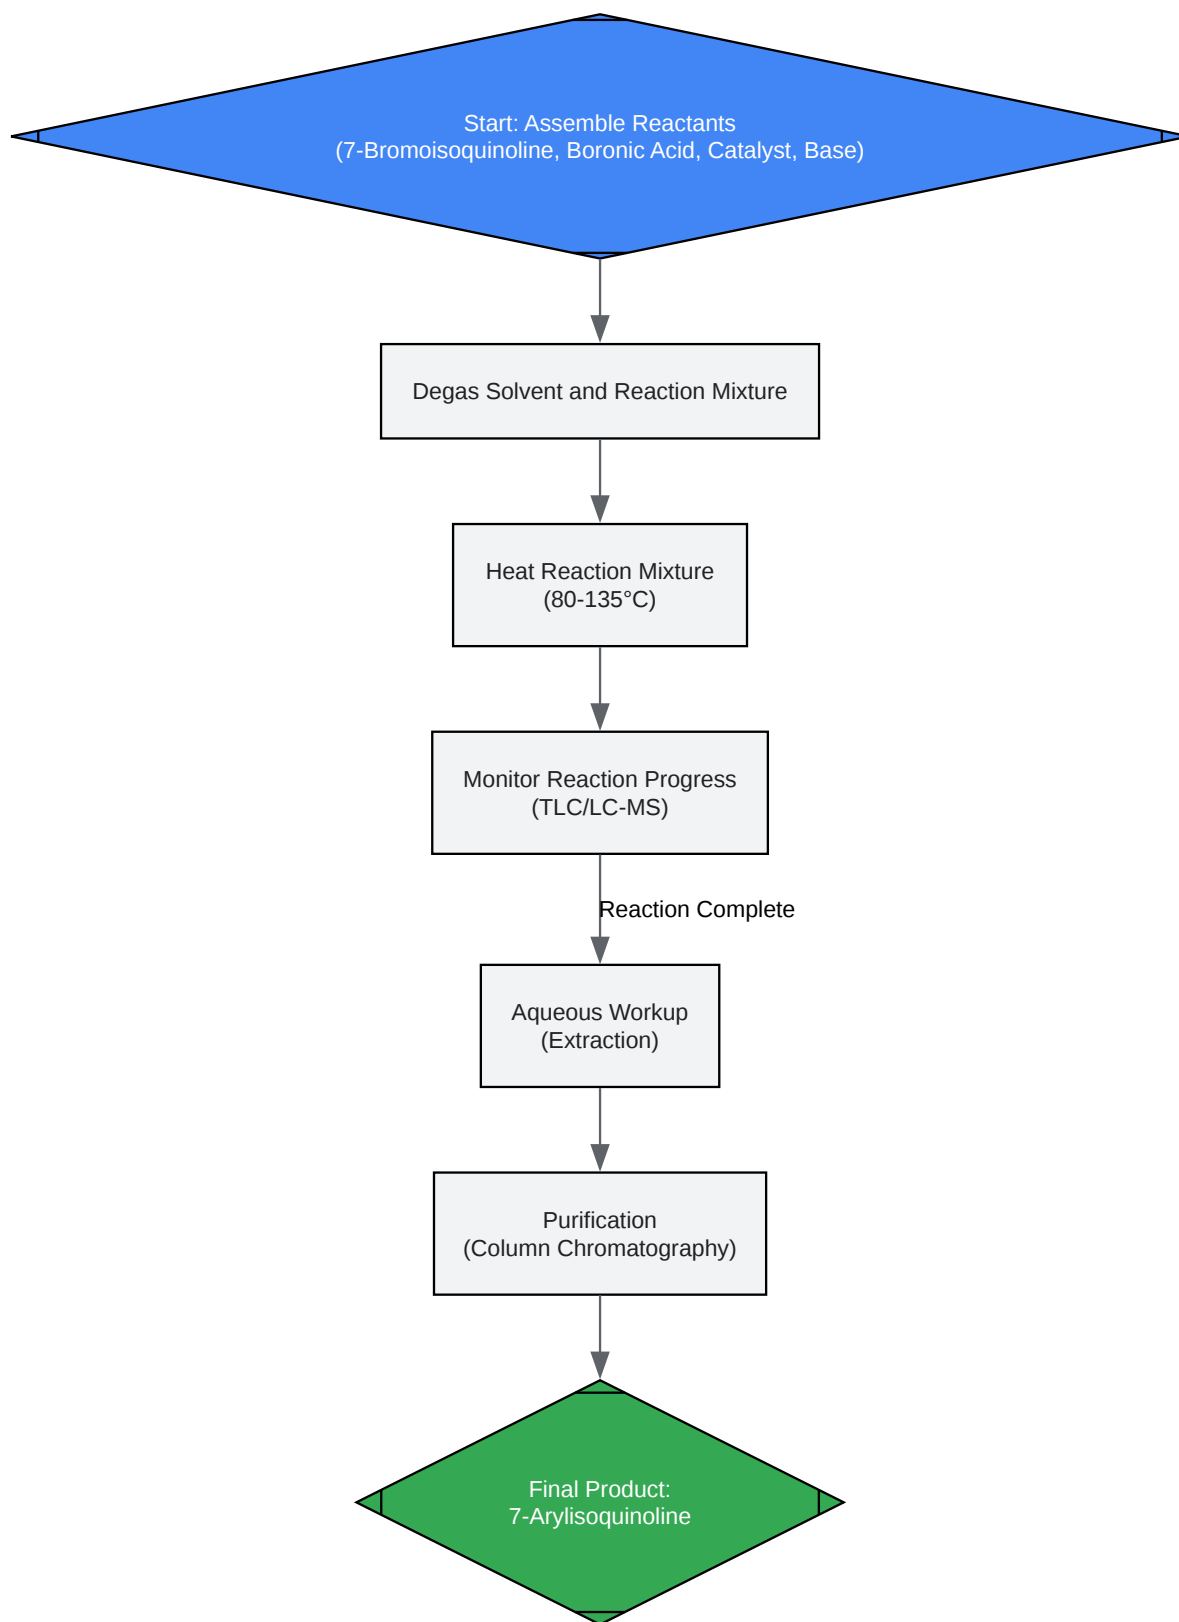 Start: Assemble Reactants
(7-Bromoisoquinoline, Boronic Acid, Catalyst, Base)
Degas Solvent and Reaction Mixture
Heat Reaction Mixture
(80-135°C)
Monitor Reaction Progress
(TLC/LC-MS)
Reaction Complete
Aqueous Workup
(Extraction)
Purification
(Column Chromatography)
Final Product:
7-Arylisoquinoline